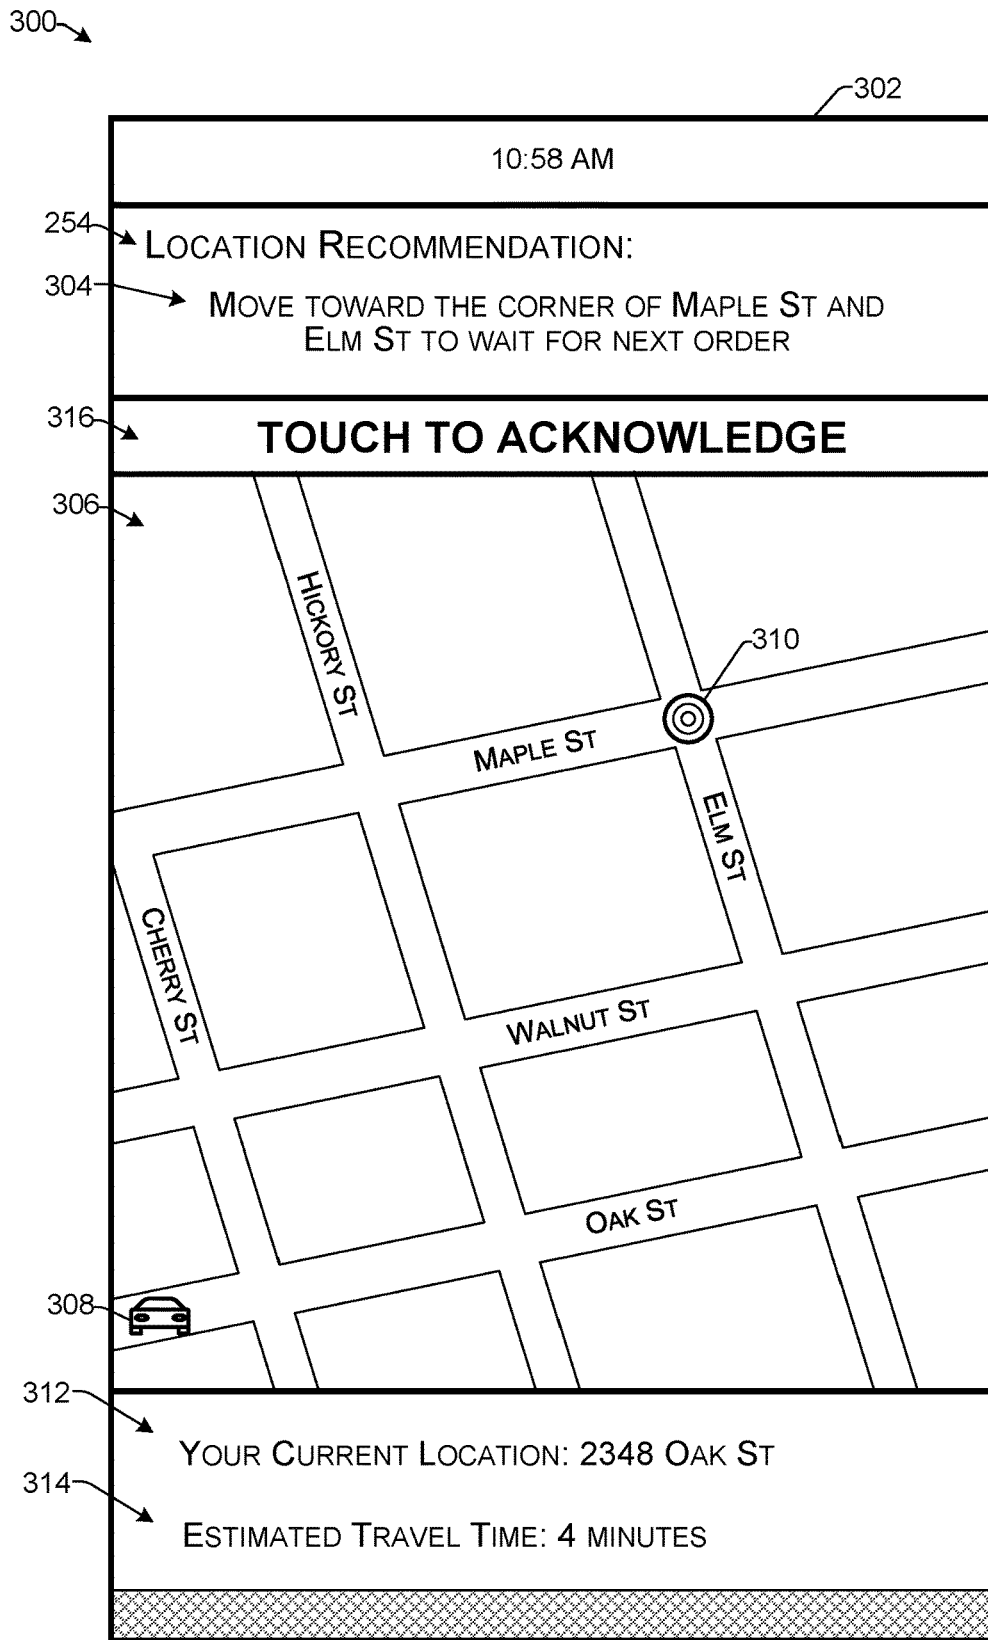 300
302
10:58 AM
254
LOCATION RECOMMENDATION:
304
MOVE TOWARD THE CORNER OF MAPLE ST AND
ELM ST TO WAIT FOR NEXT ORDER
316
TOUCH TO ACKNOWLEDGE
306
HICKORY ST
310
MAPLE ST
ELM ST
CHERRY ST
WALNUT ST
OAK ST
308
312
YOUR CURRENT LOCATION: 2348 OAK ST
314
ESTIMATED TRAVEL TIME: 4 MINUTES